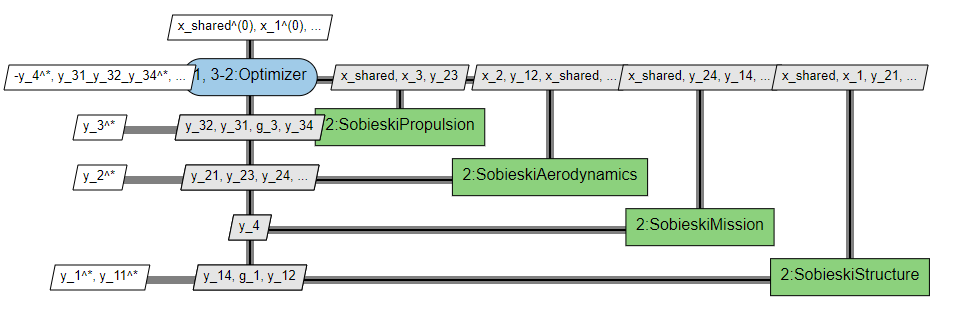 x_shared^(0), x_1^(0), ...
-y_4^*, y_31_y_32_y_34^*, ...
1, 3-2:Optimizer
x_shared, x_3, y_23
x_2, y_12, x_shared, ...
x_shared, y_24, y_14, ...
x_shared, x_1, y_21, ...
y_3^*
y_32, y_31, g_3, y_34
2:SobieskiPropulsion
y_2^*
y_21, y_23, y_24, ...
2:SobieskiAerodynamics
y_4
2:SobieskiMission
y_1^*, y_11^*
y_14, g_1, y_12
2:SobieskiStructure